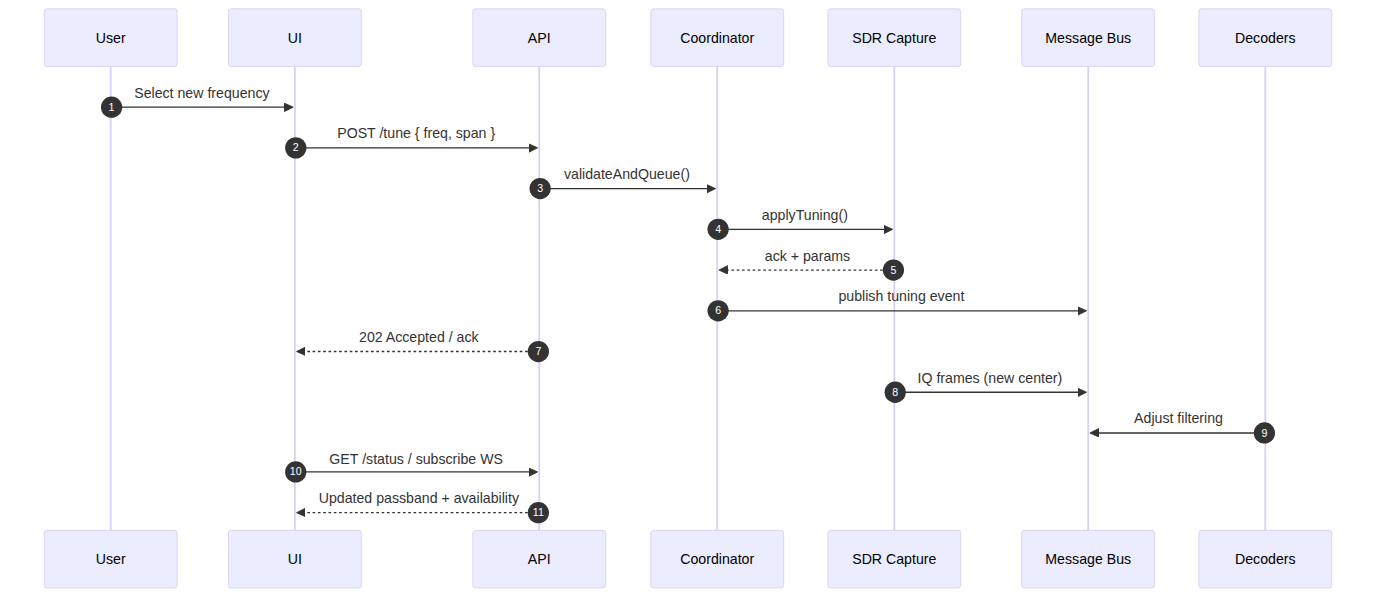 User
UI
API
Coordinator
SDR Capture
Message Bus
Decoders
Select new frequency
1
POST /tune { freq, span }
2
validateAndQueue()
3
applyTuning()
4
ack + params
5
publish tuning event
6
202 Accepted / ack
7
IQ frames (new center)
8
Adjust filtering
9
GET /status / subscribe WS
10
Updated passband + availability
11
User
UI
API
Coordinator
SDR Capture
Message Bus
Decoders